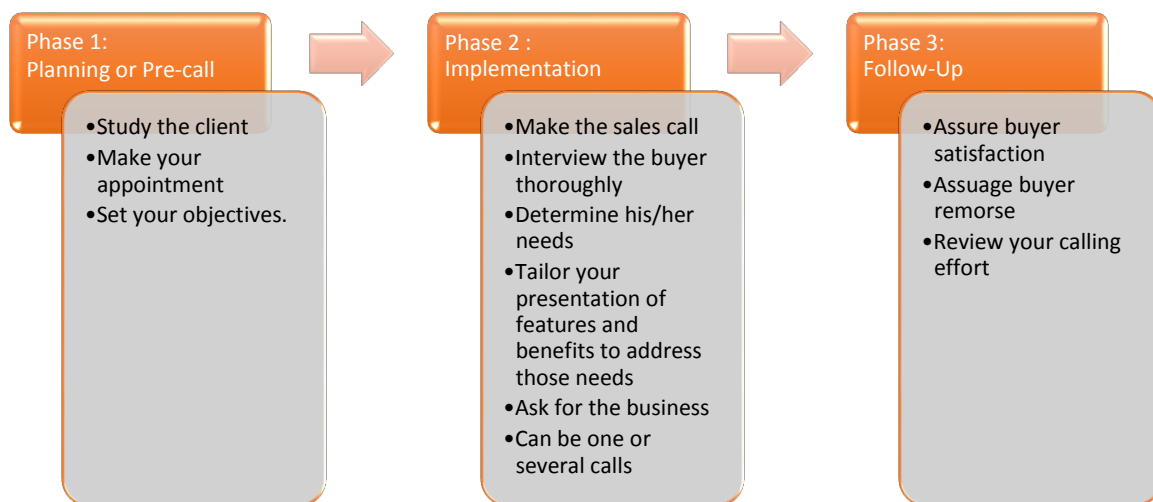 Phase 1:
Planning or Pre-call
•Study the client
•Make your
appointment
•Set your objectives.
Phase 2 :
Implementation
•Make the sales call
•Interview the buyer
thoroughly
•Determine his/her
needs
•Tailor your
presentation of
features and
benefits to address
those needs
•Ask for the business
•Can be one or
several calls
Phase 3:
Follow-Up
•Assure buyer
satisfaction
•Assuage buyer
remorse
•Review your calling
effort